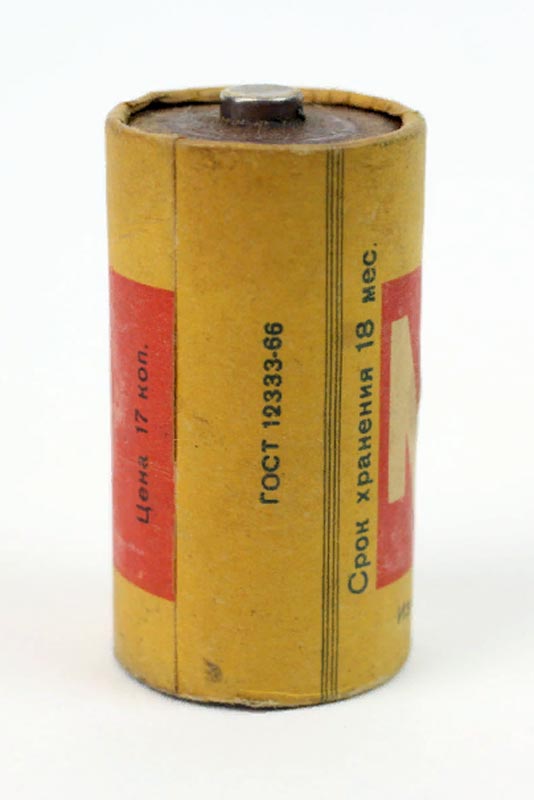 Цена 17 коп.
ГОСТ 12333-66
Срок хранения 18 мес.